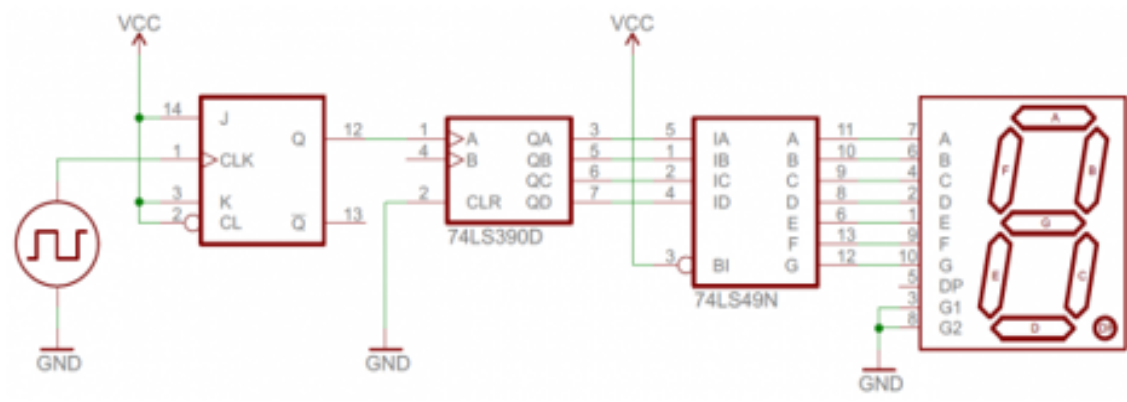 VCC
14 J
1 CLK
3 K
2 CL
Q 12
Q 13
GND
1 A
4 B
2 CLR
QA 3
QB 5
QC 6
QD 7
74LS390D
GND
VCC
5 IA
1 IB
2 IC
4 ID
3 BI
A 11
B 10
C 9
D 8
E 6
F 13
G 12
74LS49N
7 A
6 B
4 C
2 D
1 E
9 F
10 G
5 DP
3 G1
8 G2
A
F
B
G
E
C
D
GND